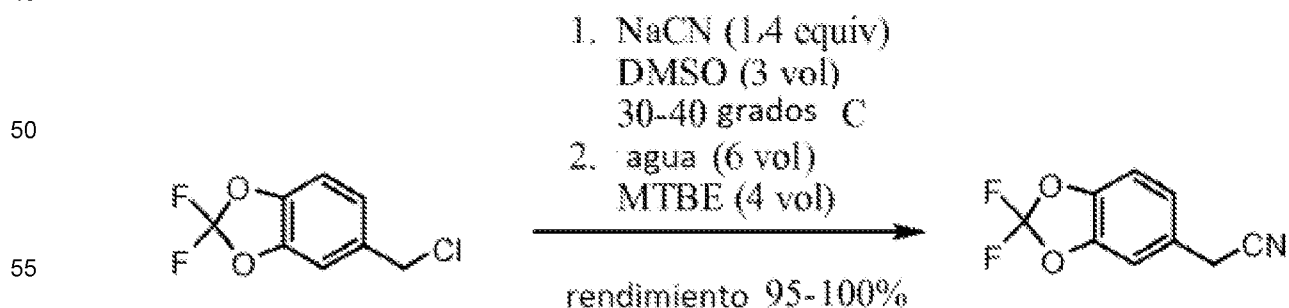 1. NaCN (1,4 equiv)
DMSO (3 vol)
30-40 grados C
50
2. agua (6 vol)
MTBE (4 vol)
F O
F O
Cl
F O
F O
CN
55
rendimiento 95-100%